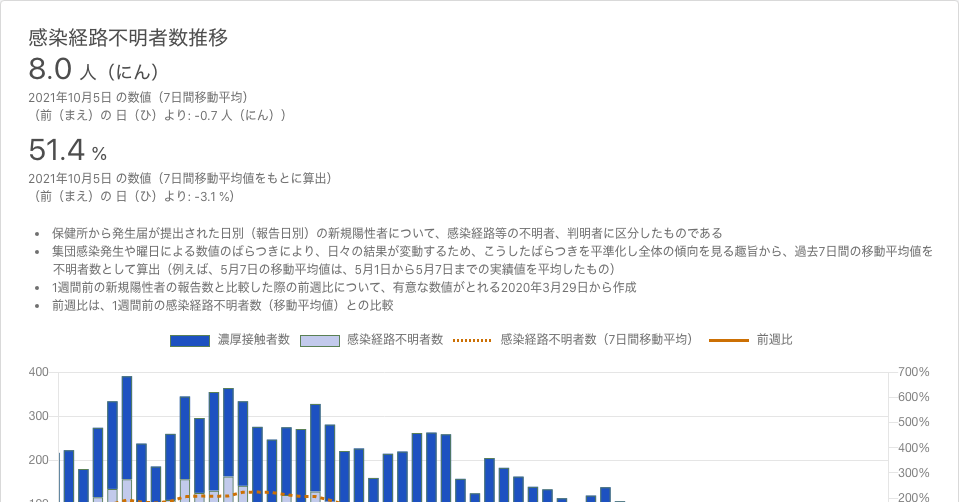 感染経路不明者数推移
8.0 人（にん）
2021年10月5日 の数値（7日間移動平均）
（前（まえ）の 日（ひ）より: -0.7 人（にん））
51.4 %
2021年10月5日 の数値（7日間移動平均値をもとに算出）
（前（まえ）の 日（ひ）より: -3.1 %）
• 保健所から発生届が提出された日別（報告日別）の新規陽性者について、感染経路等の不明者、判明者に区分したものである
• 集団感染発生や曜日による数値のばらつきにより、日々の結果が変動するため、こうしたばらつきを平準化し全体の傾向を見る趣旨から、過去7日間の移動平均値を
不明者数として算出（例えば、5月7日の移動平均値は、5月1日から5月7日までの実績値を平均したもの）
• 1週間前の新規陽性者の報告数と比較した際の前週比について、有意な数値がとれる2020年3月29日から作成
• 前週比は、1週間前の感染経路不明者数（移動平均値）との比較
濃厚接触者数 感染経路不明者数 感染経路不明者数（7日間移動平均） 前週比
400 700%
600%
300
500%
400%
200
300%
100 200%